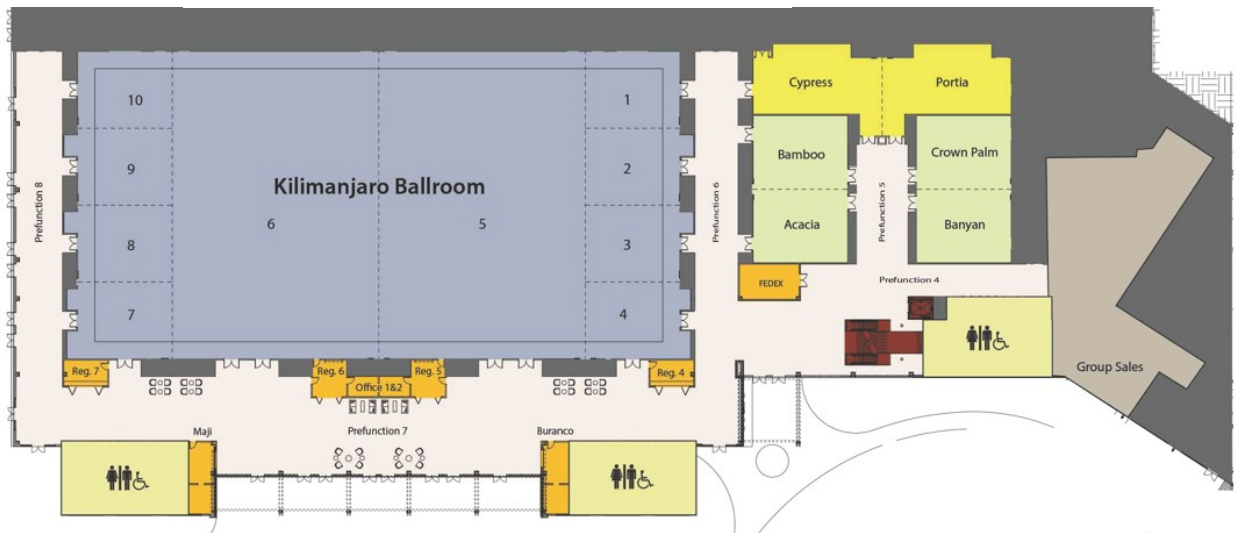 Cypress
Portia
10
1
Bamboo
Crown Palm
9
2
Kilimanjaro Ballroom
Prefunction 8
Prefunction 6
Prefunction 5
6
5
Acacia
Banyan
8
3
Prefunction 4
FEDEX
7
4
Reg. 7
Reg. 6
Reg. 5
Reg. 4
Office 1&2
Group Sales
Maji
Prefunction 7
Buranco